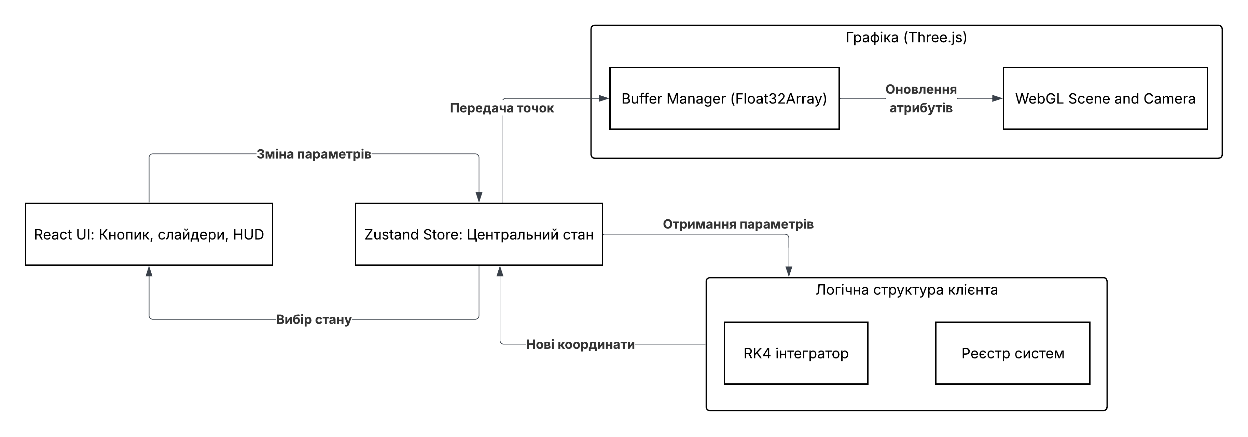 Графіка (Three.js)
Buffer Manager (Float32Array)
Оновлення
атрибутів
WebGL Scene and Camera
Передача точок
Зміна параметрів
React UI: Кнопик, слайдери, HUD
Zustand Store: Центральний стан
Отримання параметрів
Логічна структура клієнта
Вибір стану
Нові координати
RK4 інтегратор
Реєстр систем